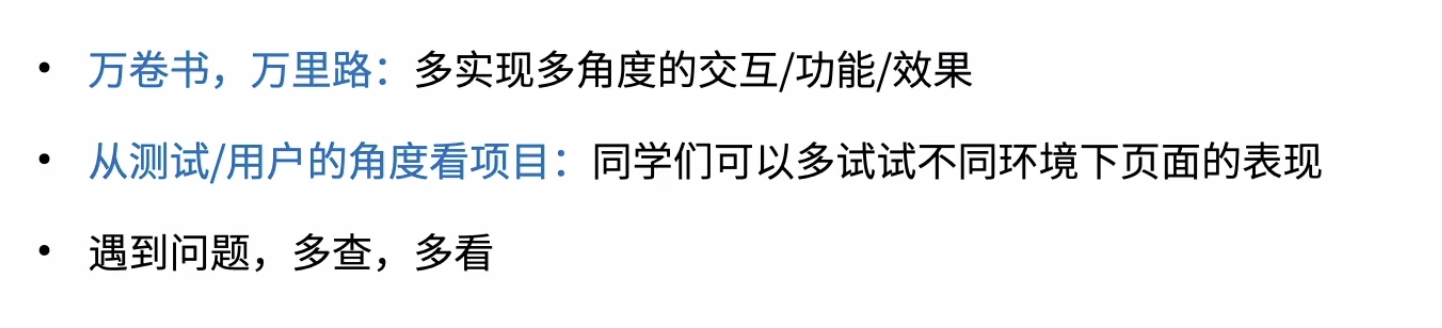 • 万卷书，万里路：多实现多角度的交互/功能/效果
• 从测试/用户的角度看项目：同学们可以多试试不同环境下页面的表现
• 遇到问题，多查，多看